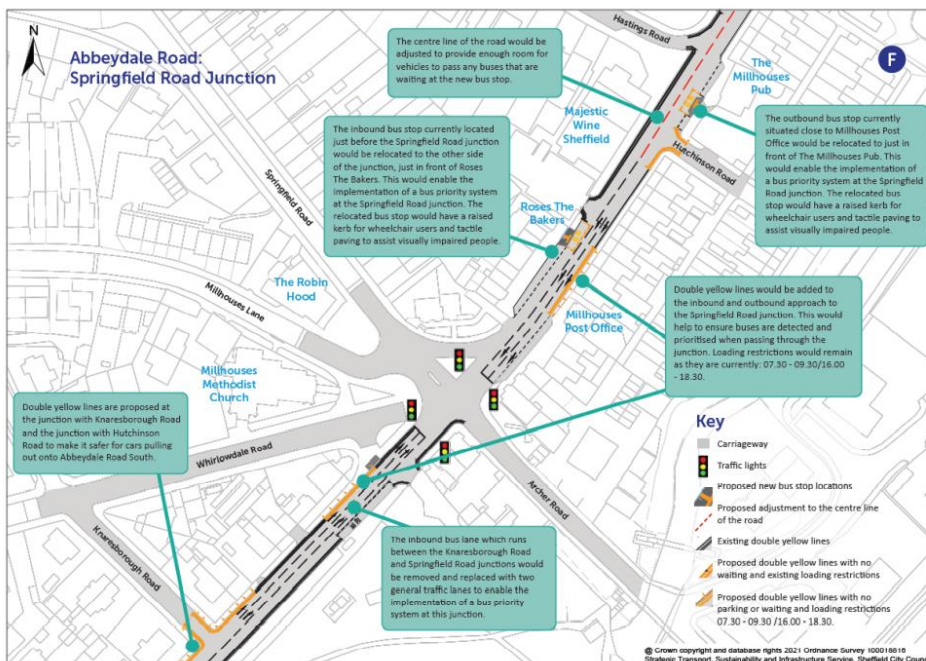 N
Abbeydale Road:
Springfield Road Junction
F
Hastings Road
The centre line of the road would be
adjusted to provide enough room for
vehicles to pass any buses that are
waiting at the new bus stop.
The
Millhouses
Pub
Majestic
Wine
Sheffield
The outbound bus stop currently
situated close to Millhouses Post
Office would be relocated to just in
front of The Millhouses Pub. This
would enable the implementation of
a bus priority system at the Springfield
Road junction. The relocated bus
stop would have a raised kerb for
wheelchair users and tactile paving to
assist visually impaired people.
The inbound bus stop currently located
just before the Springfield Road junction
would be relocated to the other side
of the junction, just in front of Roses
The Bakers. This would enable the
implementation of a bus priority system
at the Springfield Road junction. The
relocated bus stop would have a raised
kerb for wheelchair users and tactile
paving to assist visually impaired people.
Hutchinson Road
Springfield Road
Roses The
Bakers
The Robin
Hood
Millhouses Lane
Millhouses
Post Office
Double yellow lines would be added to
the inbound and outbound approach to
the Springfield Road junction. This would
help to ensure buses are detected and
prioritised when passing through the
junction. Loading restrictions would remain
as they are currently: 07.30 - 09.30/16.00
- 18.30.
Millhouses
Methodist
Church
Double yellow lines are proposed at
the junction with Knaresborough Road
and the junction with Hutchinson
Road to make it safer for cars pulling
out onto Abbeydale Road South.
Whirlowdale Road
Archer Road
Knaresborough Road
The inbound bus lane which runs
between the Knaresborough Road
and Springfield Road junctions would
be removed and replaced with two
general traffic lanes to enable the
implementation of a bus priority
system at this junction.
Key
Carriageway
Traffic lights
Proposed new bus stop locations
Proposed adjustment to the centre line
of the road
Existing double yellow lines
Proposed double yellow lines with no
waiting and existing loading restrictions
Proposed double yellow lines with no
parking or waiting and loading restrictions
07.30 - 09.30 /16.00 - 18.30.
@ Crown copyright and database rights 2021 Ordnance Survey 100018816
Strategic Transport, Sustainability and Infrastructure Service, Sheffield City Council